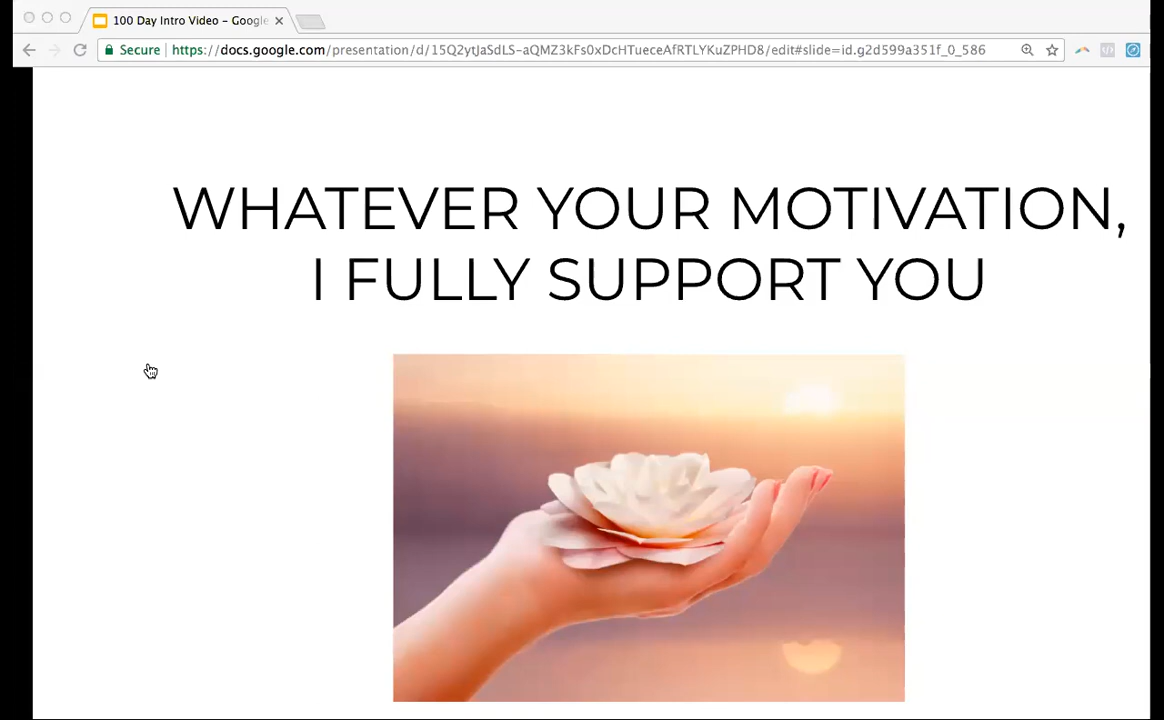 100 Day Intro Video – Google
Secure https://docs.google.com/presentation/d/15Q2ytJaSdLS-aQMZ3kFs0xDcHTueceAfRTLYKuZPHD8/edit#slide=id.g2d599a351f_0_586
WHATEVER YOUR MOTIVATION,
I FULLY SUPPORT YOU